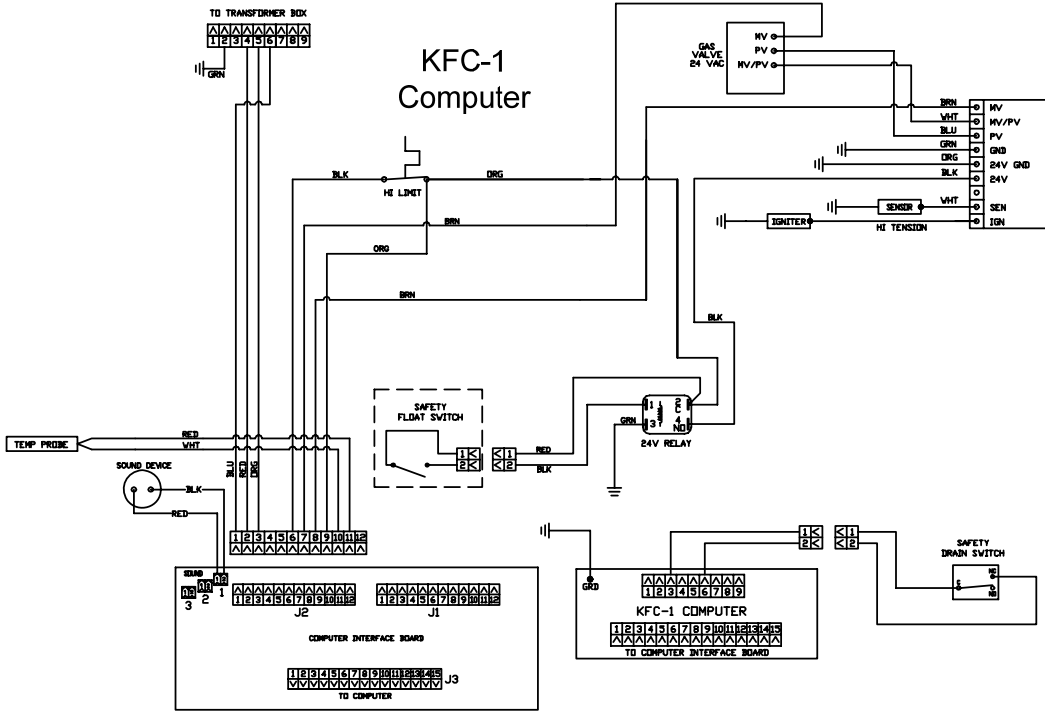 TO TRANSFORMER BOX
1 2 3 4 5 6 7 8 9
GRN
KFC-1
Computer
GAS
VALVE
24 VAC
MV
PV
MV/PV
BRN
MV
WHT
MV/PV
BLU
PV
GRN
GND
ORG
24V GND
BLK
24V
WHT
SEN
IGN
SENSOR
IGNITER
HI TENSION
BLK
HI LIMIT
ORG
BRN
ORG
BRN
BLK
SAFETY
FLOAT SWITCH
1
2
1
2
RED
BLK
GRN
1
2
C
3
4
NO
24V RELAY
TEMP PROBE
RED
WHT
BLU
RED
ORG
SOUND DEVICE
BLK
RED
1 2 3 4 5 6 7 8 9 10 11 12
SOUND
1 2
1
2
3
1 2 3 4 5 6 7 8 9 10 11 12
J2
1 2 3 4 5 6 7 8 9 10 11 12
J1
COMPUTER INTERFACE BOARD
1 2 3 4 5 6 7 8 9 10 11 12 13 14 15
J3
TO COMPUTER
GRD
1 2 3 4 5 6 7 8 9
KFC-1 COMPUTER
1 2 3 4 5 6 7 8 9 10 11 12 13 14 15
TO COMPUTER INTERFACE BOARD
1
2
1
2
SAFETY
DRAIN SWITCH
NC
C
NO